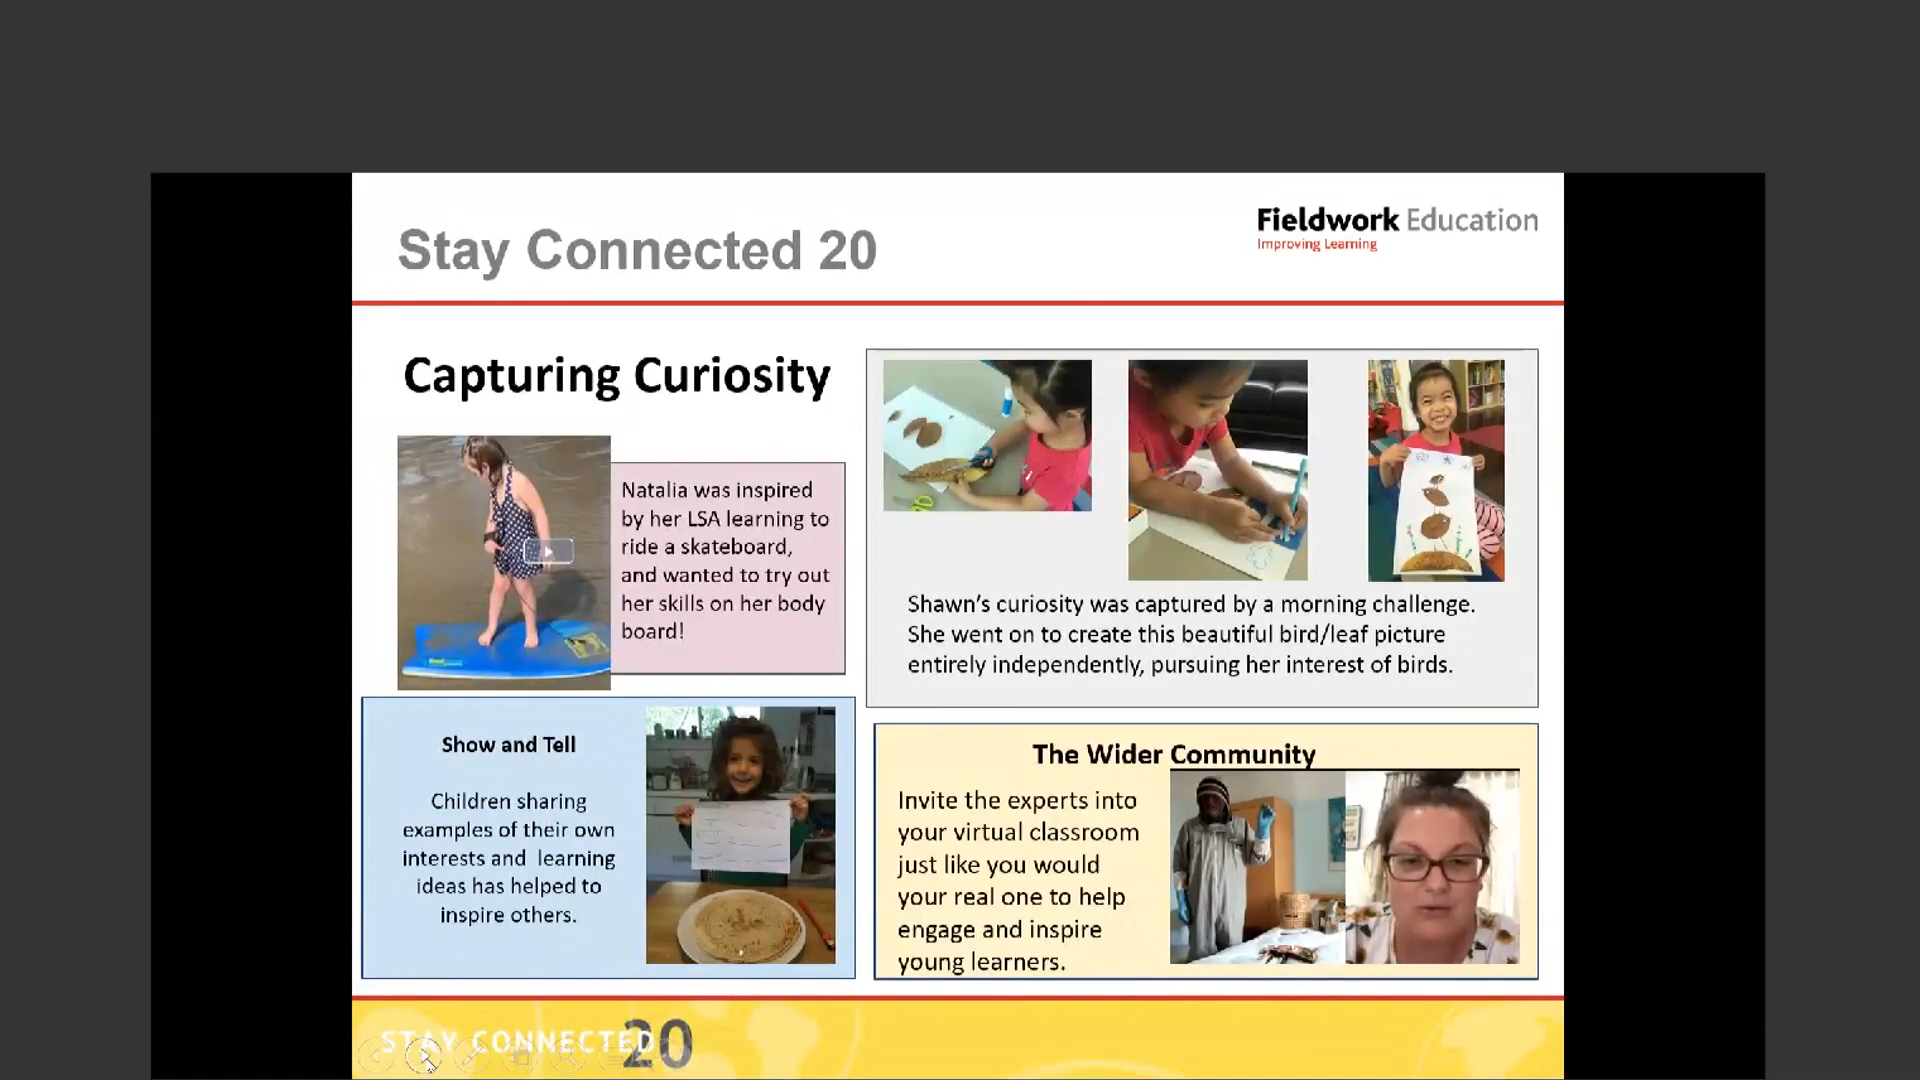 Stay Connected 20
Fieldwork Education
Improving Learning
Capturing Curiosity
Natalia was inspired
by her LSA learning to
ride a skateboard,
and wanted to try out
her skills on her body
board!
Shawn's curiosity was captured by a morning challenge.
She went on to create this beautiful bird/leaf picture
entirely independently, pursuing her interest of birds.
Show and Tell
Children sharing
examples of their own
interests and learning
ideas has helped to
inspire others.
The Wider Community
Invite the experts into
your virtual classroom
just like you would
your real one to help
engage and inspire
young learners.
STAY CONNECTED 20